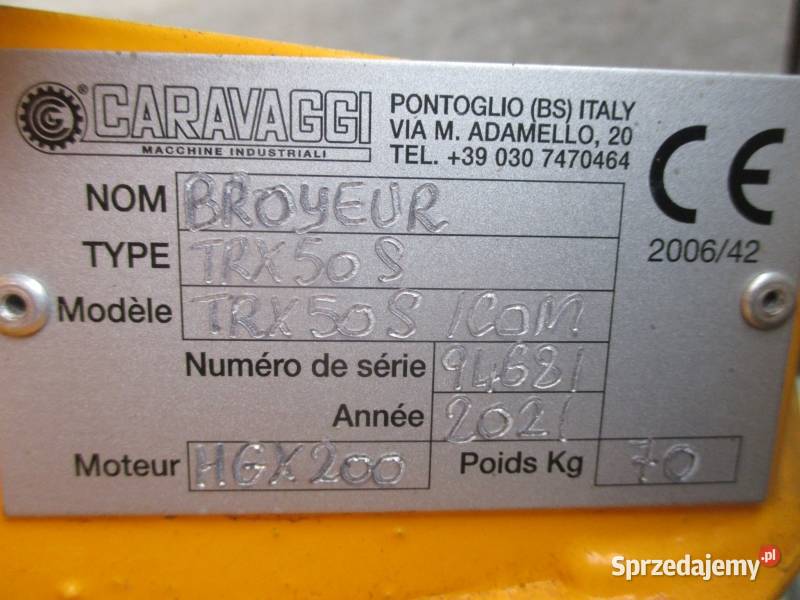 ® CARAVAGGI
MACCHINE INDUSTRIALI
PONTOGLIO (BS) ITALY
VIA M. ADAMELLO, 20
TEL. +39 030 7470464
CE
2006/42
NOM BROYEUR
TYPE TRX50S
Modèle TRX50S ICOM
Numéro de série 94681
Année 2021
Moteur HGX200
Poids Kg 70
Sprzedajemy.pl